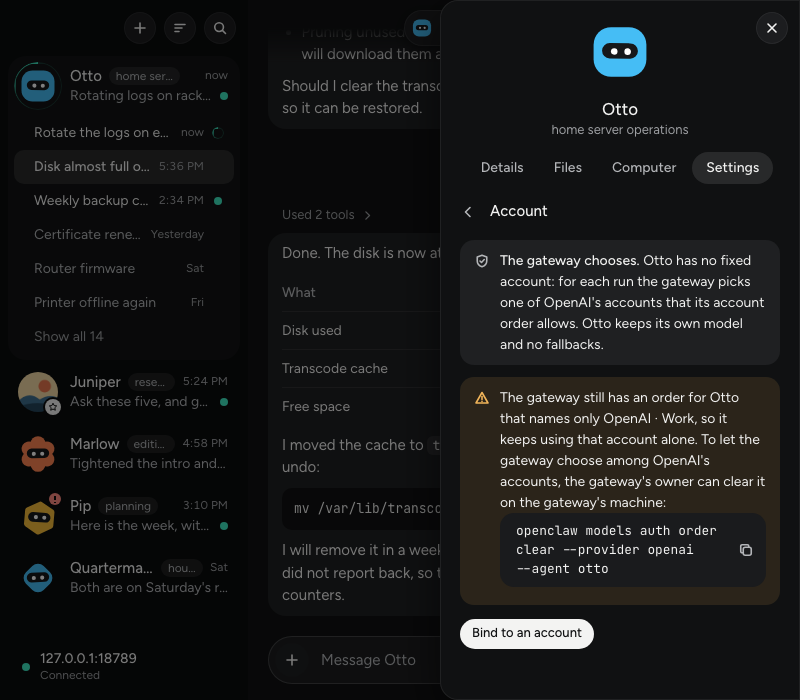 Otto home ser... now
Rotating logs on rack...
Rotate the logs on e... now
Disk almost full o... 5:36 PM
Weekly backup c... 2:34 PM
Certificate rene... Yesterday
Router firmware Sat
Printer offline again Fri
Show all 14
Juniper rese... 5:24 PM
Ask these five, and g...
Marlow editi... 4:58 PM
Tightened the intro and...
Pip planning 3:10 PM
Here is the week, wit...
Quarterma... hou... Sat
Both are on Saturday's r...
127.0.0.1:18789
Connected
Pruning unused
will download them a
Should I clear the transc
so it can be restored.
Used 2 tools
Done. The disk is now at
What
Disk used
Transcode cache
Free space
I moved the cache to t
undo:
mv /var/lib/transco
I will remove it in a week
did not report back, so t
counters.
Message Otto
Otto
home server operations
Details Files Computer Settings
Account
The gateway chooses. Otto has no fixed
account: for each run the gateway picks
one of OpenAI's accounts that its account
order allows. Otto keeps its own model
and no fallbacks.
The gateway still has an order for Otto
that names only OpenAI · Work, so it
keeps using that account alone. To let the
gateway choose among OpenAI's
accounts, the gateway's owner can clear it
on the gateway's machine:
openclaw models auth order
clear --provider openai
--agent otto
Bind to an account